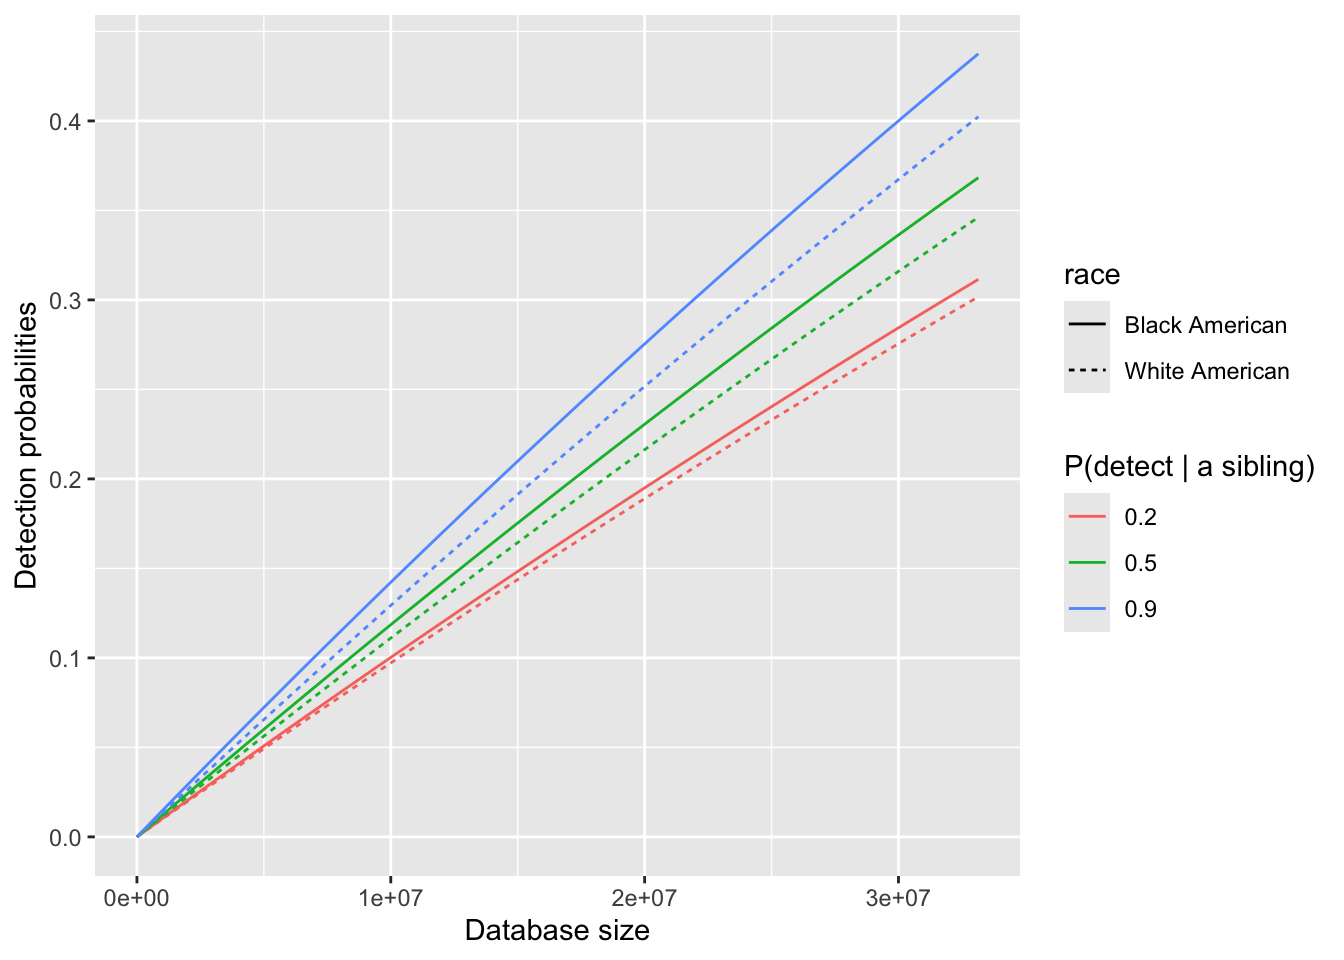 Detection probabilities
0.4
0.3
0.2
0.1
0.0
0e+00
1e+07
2e+07
3e+07
Database size
race
Black American
White American
P(detect | a sibling)
0.2
0.5
0.9